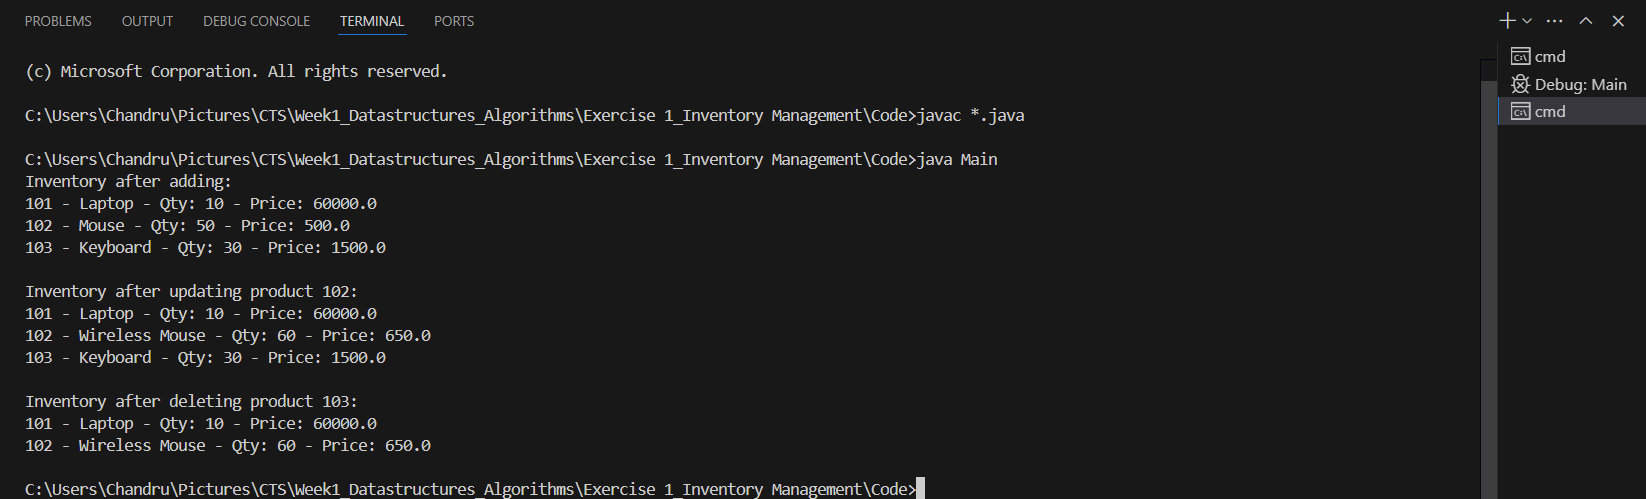 PROBLEMS OUTPUT DEBUG CONSOLE TERMINAL PORTS
(c) Microsoft Corporation. All rights reserved.
C:\Users\Chandru\Pictures\CTS\Week1_Datastructures_Algorithms\Exercise 1_Inventory Management\Code>javac *.java
C:\Users\Chandru\Pictures\CTS\Week1_Datastructures_Algorithms\Exercise 1_Inventory Management\Code>java Main
Inventory after adding:
101 - Laptop - Qty: 10 - Price: 60000.0
102 - Mouse - Qty: 50 - Price: 500.0
103 - Keyboard - Qty: 30 - Price: 1500.0
Inventory after updating product 102:
101 - Laptop - Qty: 10 - Price: 60000.0
102 - Wireless Mouse - Qty: 60 - Price: 650.0
103 - Keyboard - Qty: 30 - Price: 1500.0
Inventory after deleting product 103:
101 - Laptop - Qty: 10 - Price: 60000.0
102 - Wireless Mouse - Qty: 60 - Price: 650.0
C:\Users\Chandru\Pictures\CTS\Week1_Datastructures_Algorithms\Exercise 1_Inventory Management\Code>
cmd
Debug: Main
cmd